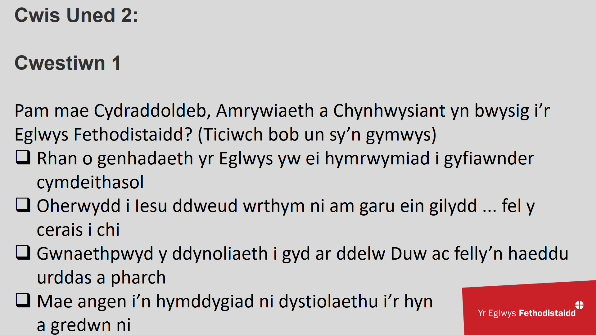 Cwis Uned 2:
Cwestiwn 1
Pam mae Cydraddoldeb, Amrywiaeth a Chynhwysiant yn bwysig i'r
Eglwys Fethodistaidd? (Ticiwch bob un sy'n gymwys)
❑ Rhan o genhadaeth yr Eglwys yw ei hymrwymiad i gyfiawnder
cymdeithasol
❑ Oherwydd i Iesu ddweud wrthym ni am garu ein gilydd ... fel y
cerais i chi
❑ Gwnaethpwyd y ddynoliaeth i gyd ar ddelw Duw ac felly'n haeddu
urddas a pharch
❑ Mae angen i'n hymddygiad ni dystiolaethu i'r hyn
a gredwn ni
Yr Eglwys Fethodistaidd